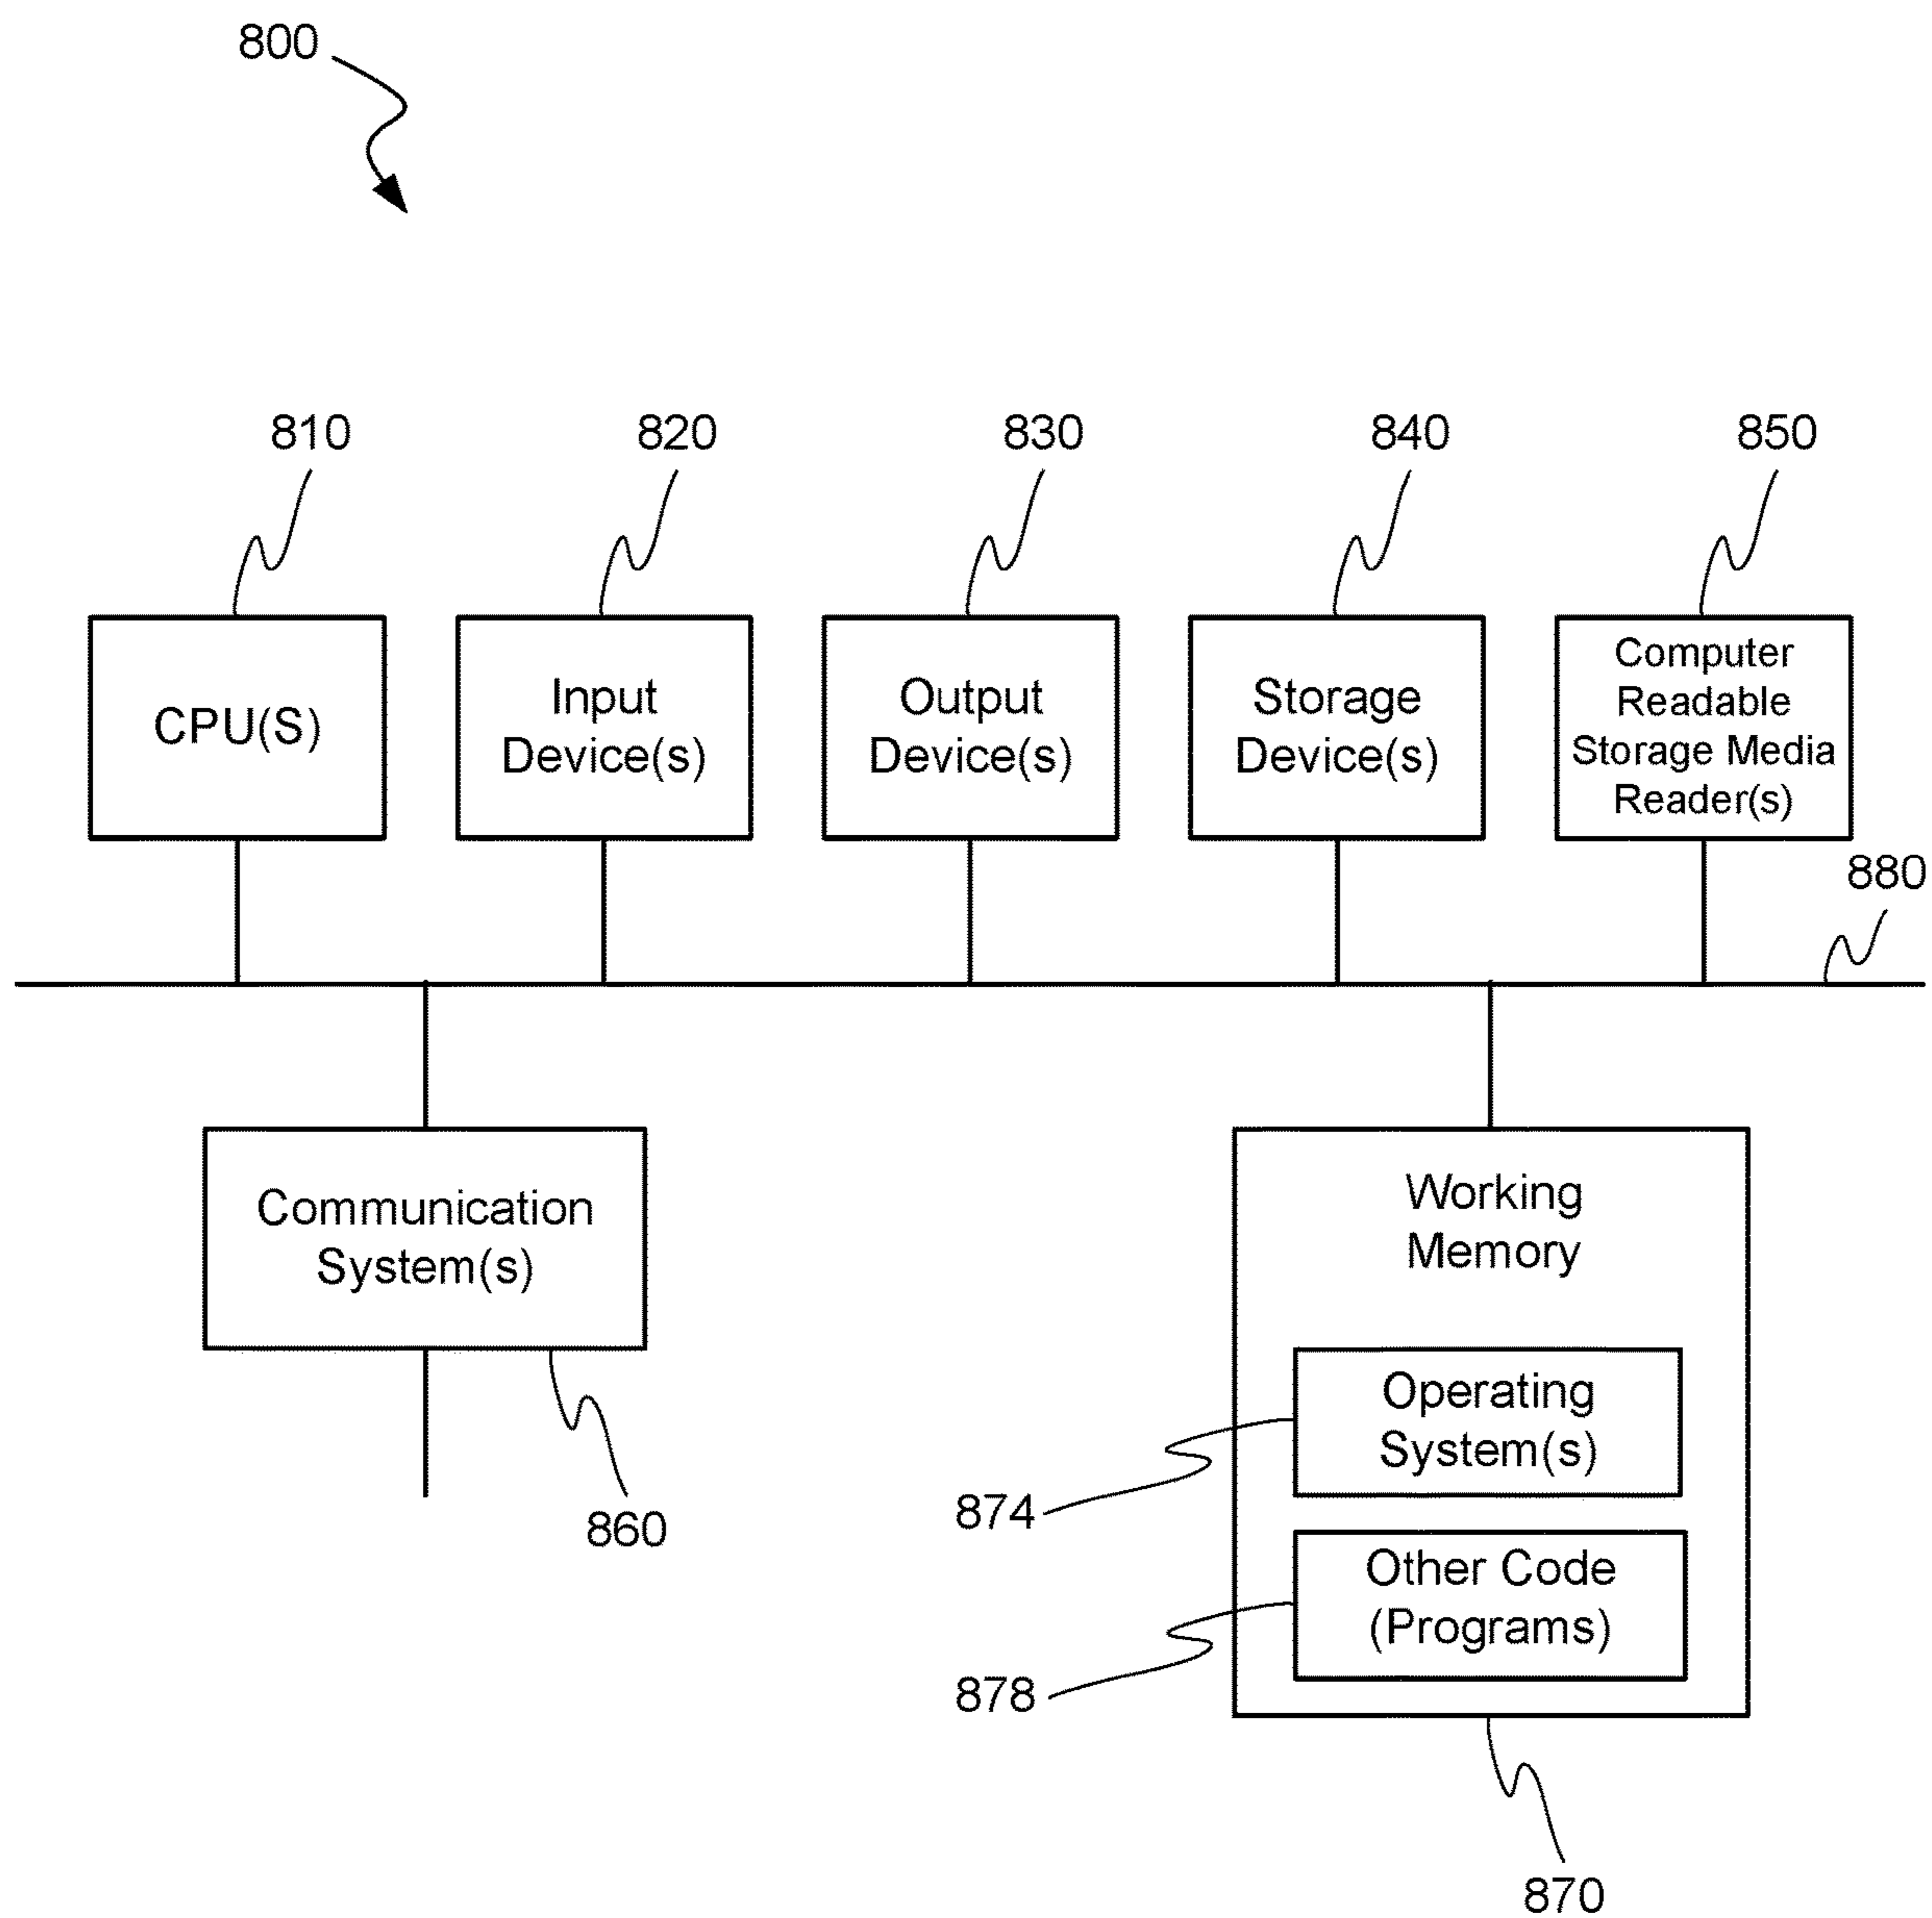 800
810
820
830
840
850
CPU(S)
Input
Device(s)
Output
Device(s)
Storage
Device(s)
Computer
Readable
Storage Media
Reader(s)
880
Communication
System(s)
860
Working
Memory
Operating
System(s)
874
Other Code
(Programs)
878
870